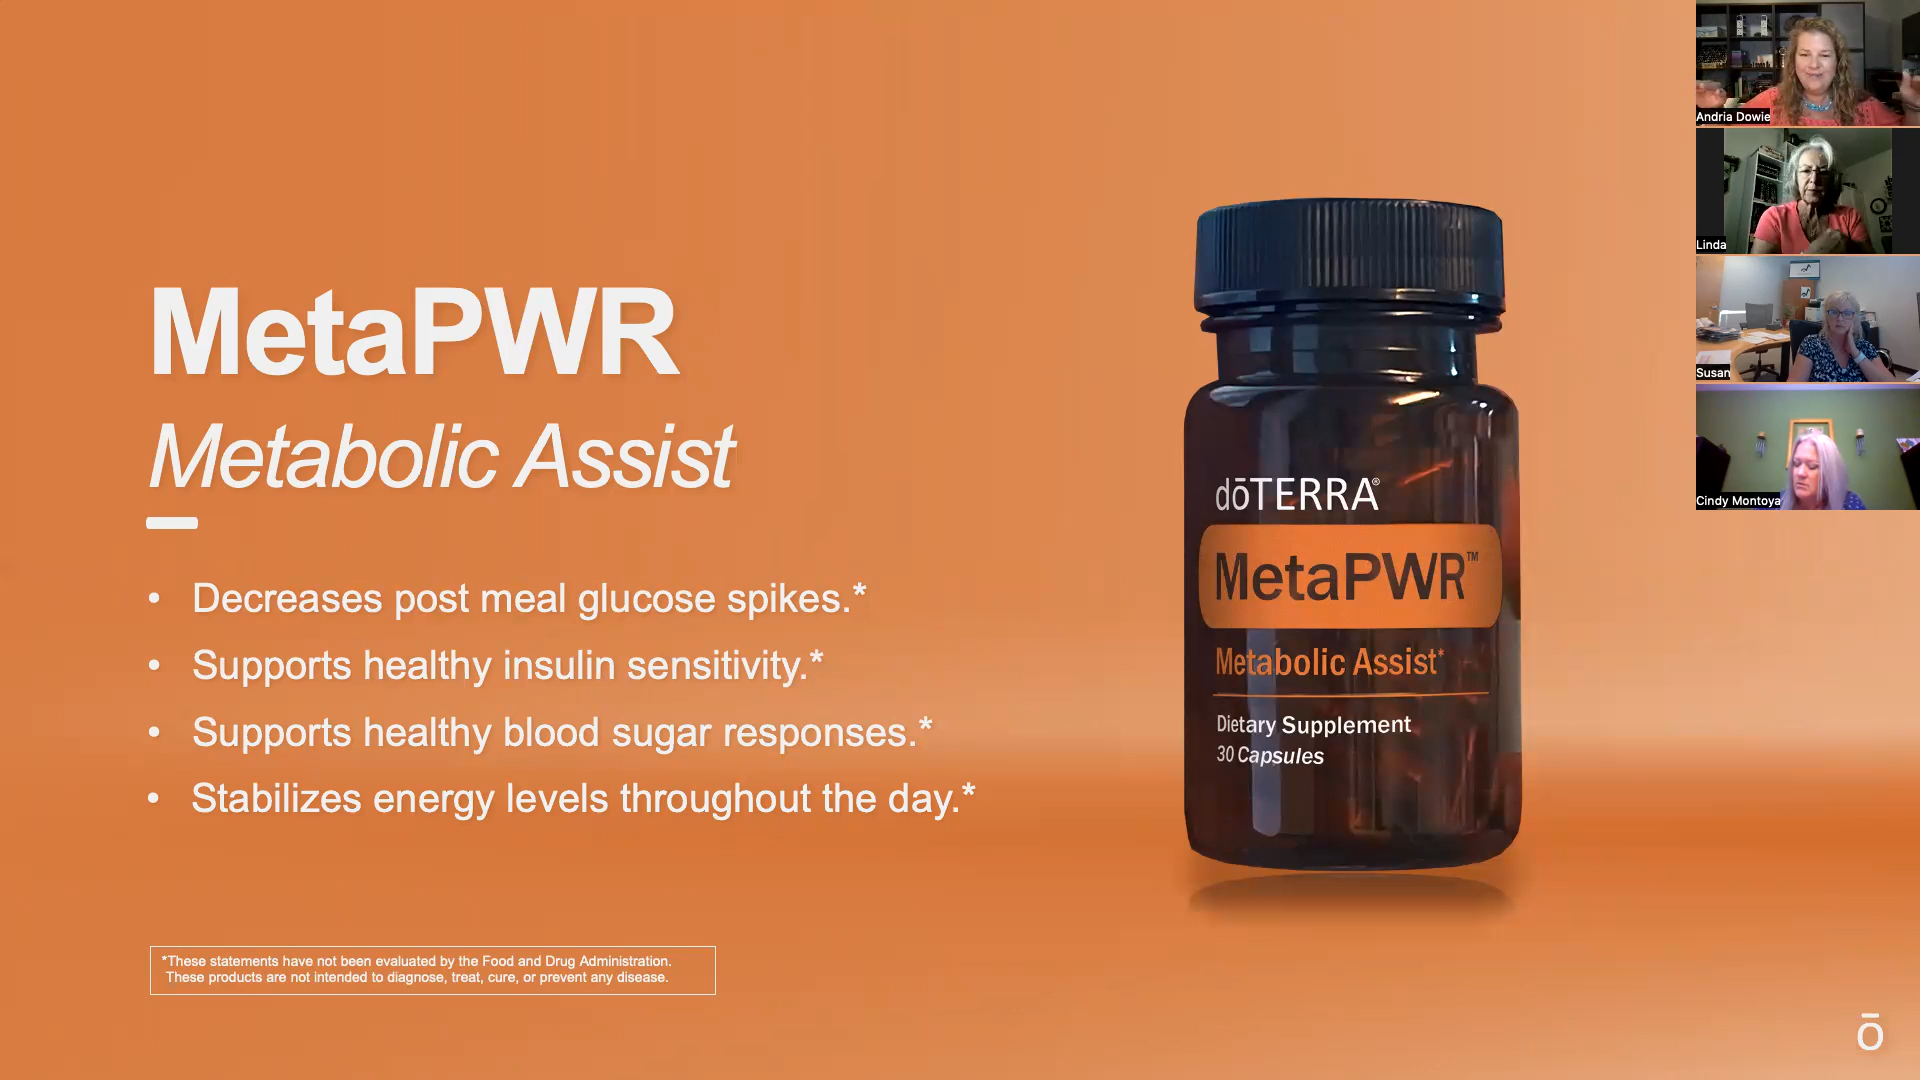 MetaPWR
Metabolic Assist
• Decreases post meal glucose spikes.*
• Supports healthy insulin sensitivity.*
• Supports healthy blood sugar responses.*
• Stabilizes energy levels throughout the day.*
*These statements have not been evaluated by the Food and Drug Administration.
These products are not intended to diagnose, treat, cure, or prevent any disease.
dōTERRA®
MetaPWR™
Metabolic Assist*
Dietary Supplement
30 Capsules
Andria Dowie
Linda
Susan
Cindy Montoya
ō